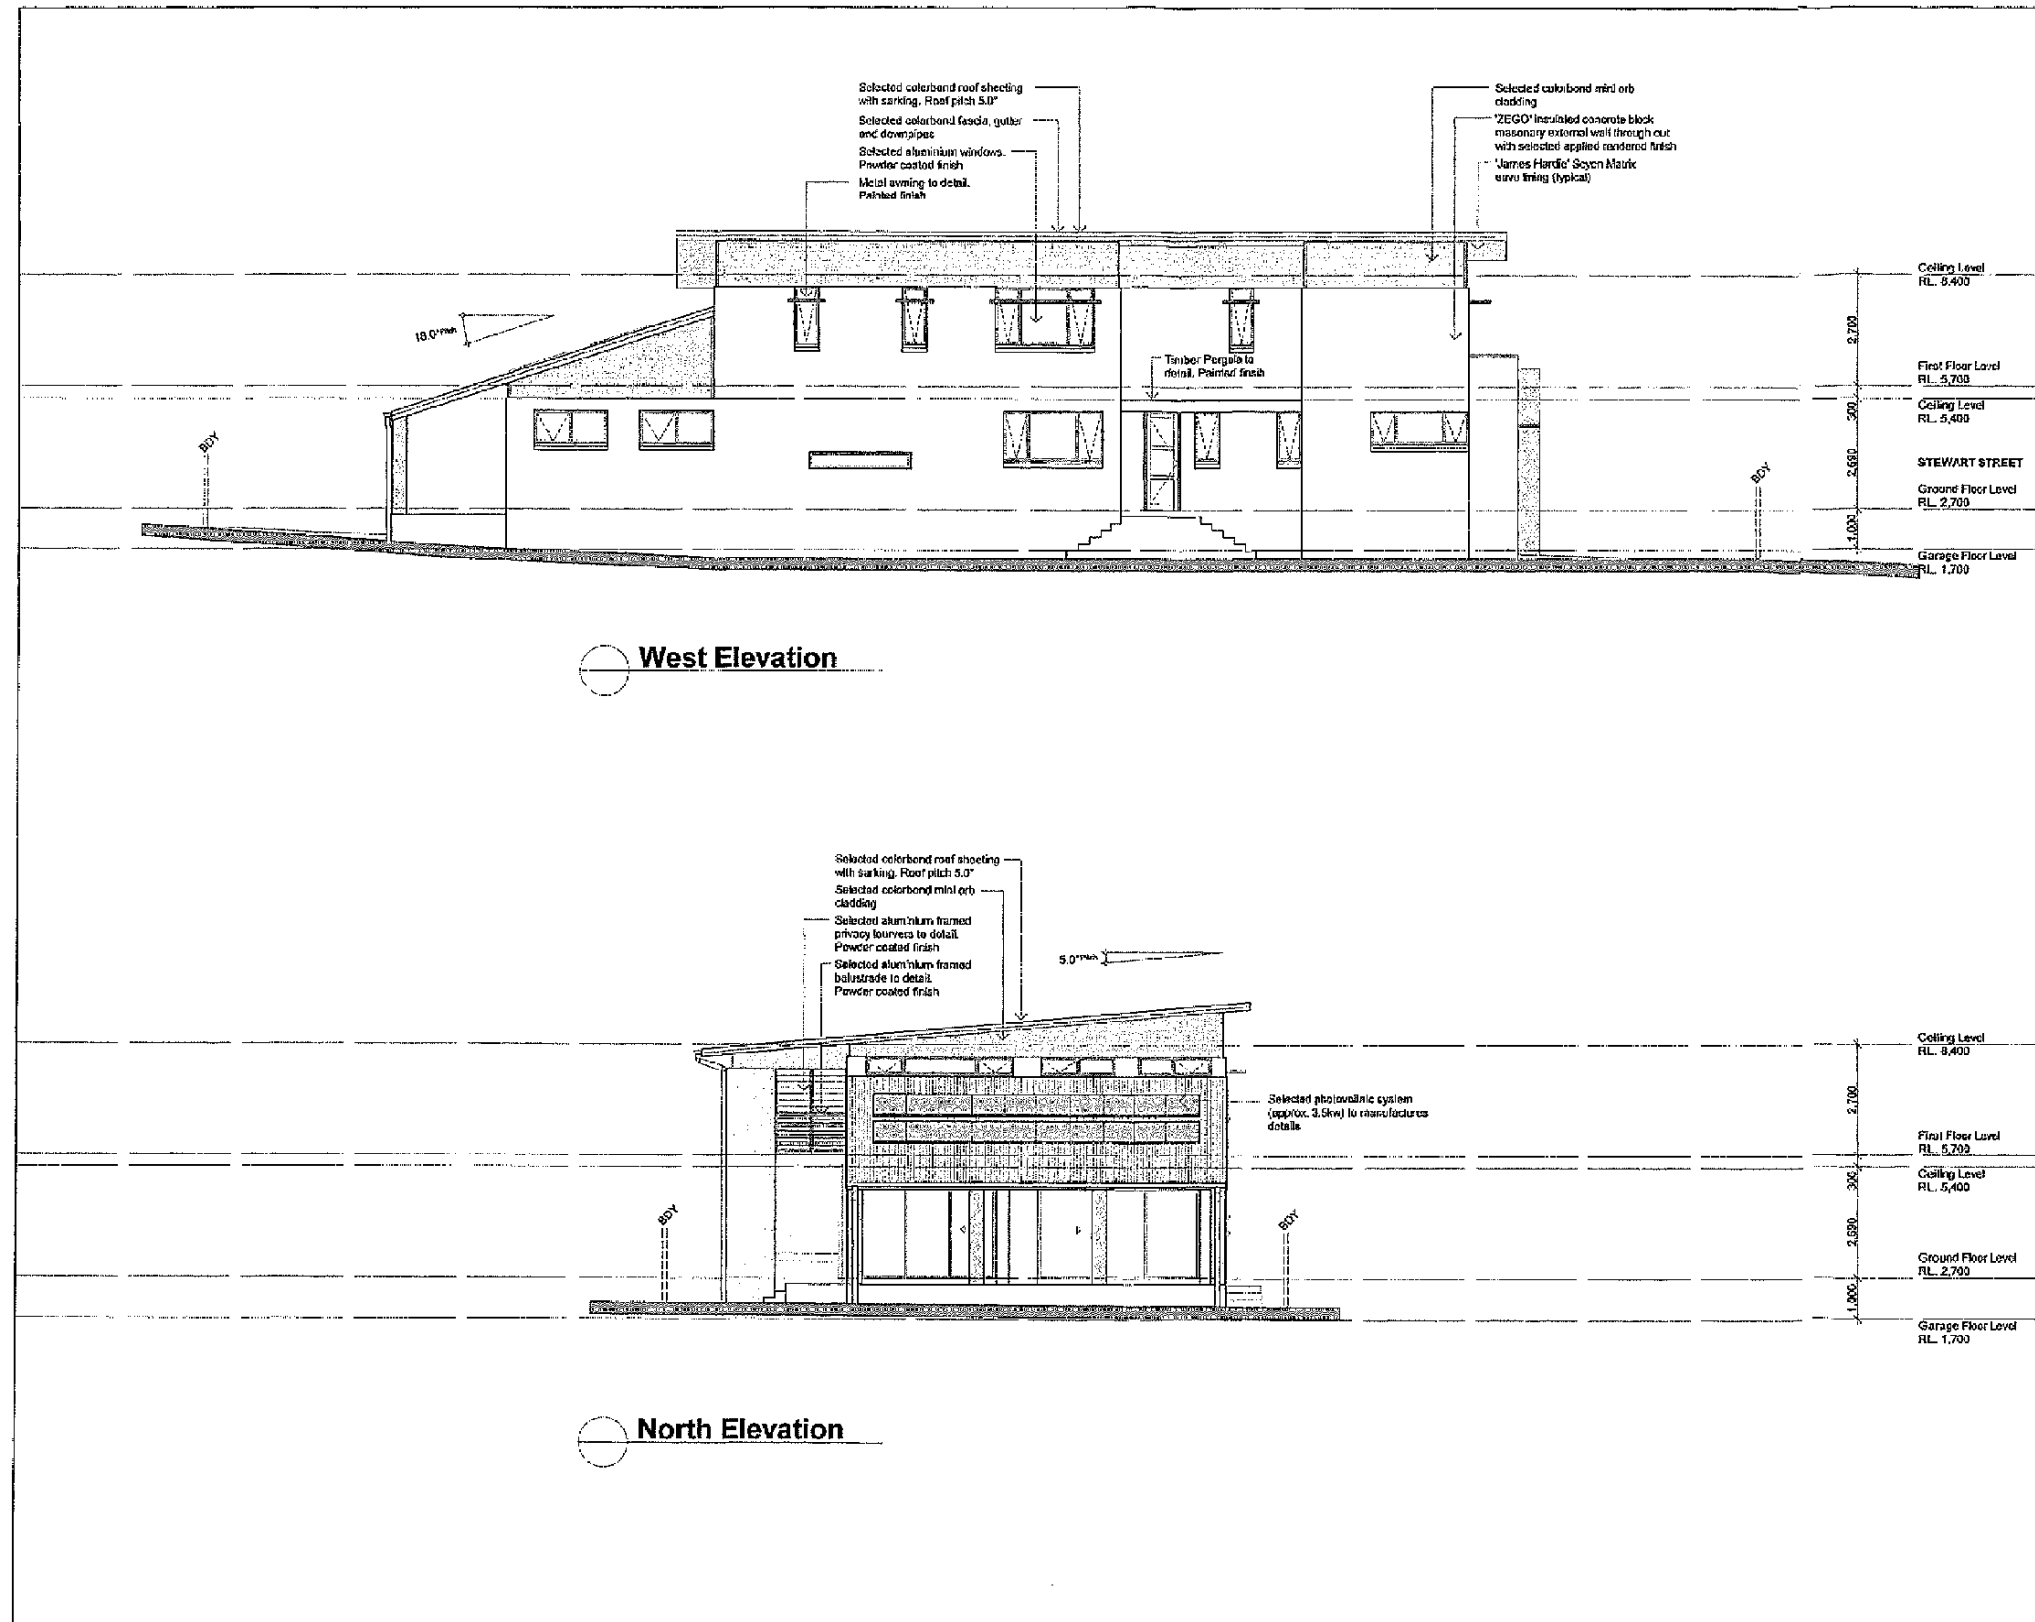 Selected colorbond roof sheeting
with sarking. Roof pitch 5.0°
Selected colorbond fascia, gutter
and downpipes
Selected aluminium windows.
Powder coated finish
Metal awning to detail.
Painted finish
Selected colorbond mini orb
cladding
'ZEGO' insulated concrete block
masonary external wall through out
with selected applied rendered finish
'James Hardie' Scyon Matrix
eave lining (typical)
18.0° Pitch
Timber Pergola to
detail. Painted finish
BDY
BDY
Ceiling Level
RL. 8,400
2,700
First Floor Level
RL. 5,700
300
Ceiling Level
RL. 5,400
2,690
STEWART STREET
Ground Floor Level
RL. 2,700
1,000
Garage Floor Level
RL. 1,700
West Elevation
Selected colorbond roof sheeting
with sarking. Roof pitch 5.0°
Selected colorbond mini orb
cladding
Selected aluminium framed
privacy lourvers to detail.
Powder coated finish
Selected aluminium framed
balustrade to detail.
Powder coated finish
5.0° Pitch
Selected photovoltaic system
(approx. 3.5kw) to manufactures
details
BDY
BDY
Ceiling Level
RL. 8,400
2,700
First Floor Level
RL. 5,700
300
Ceiling Level
RL. 5,400
2,690
Ground Floor Level
RL. 2,700
1,000
Garage Floor Level
RL. 1,700
North Elevation